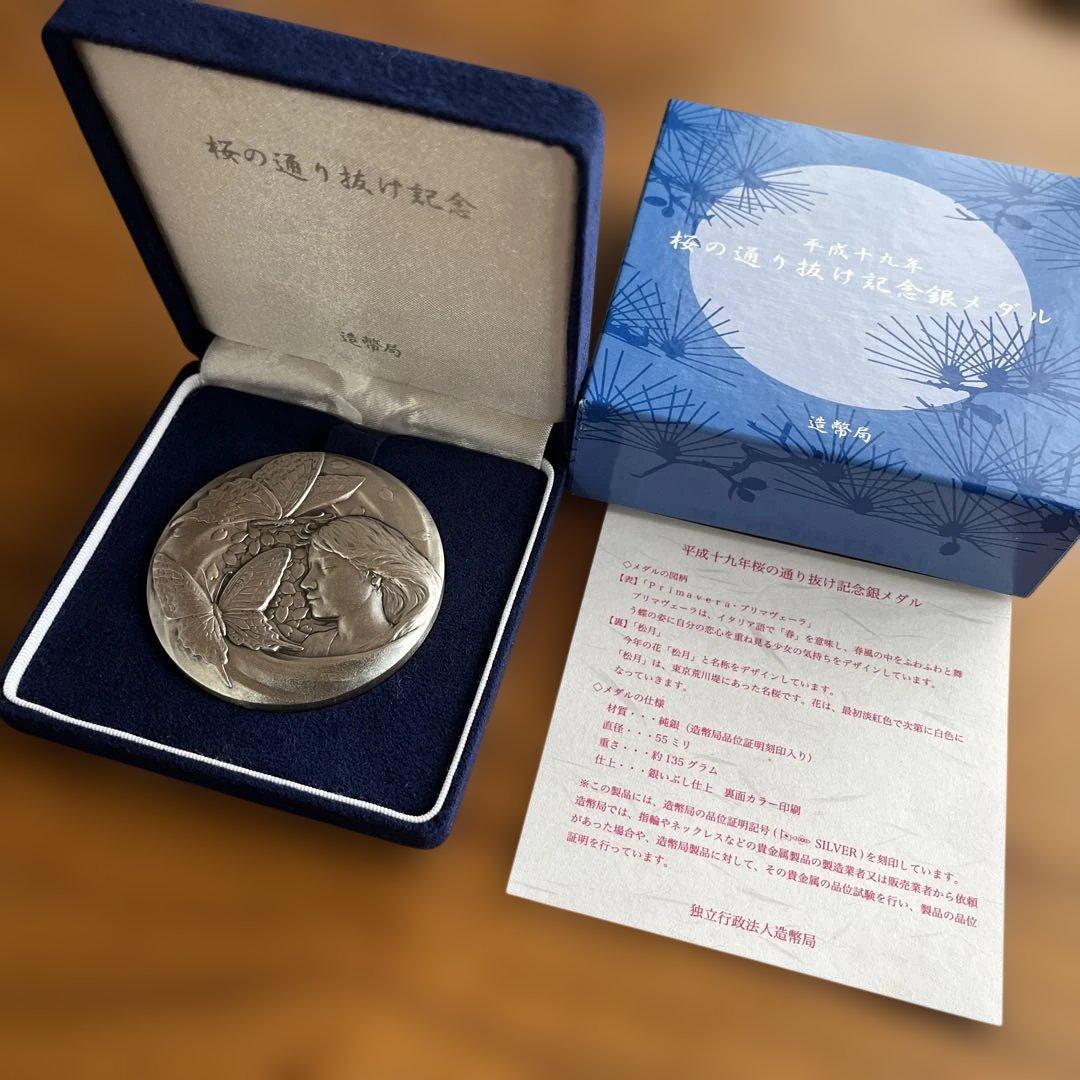 桜の通り抜け記念
造幣局
平成十九年
桜の通り抜け記念銀メダル
造幣局
平成十九年桜の通り抜け記念銀メダル
◇メダルの図柄
【表】「Primavera・プリマヴェーラ」
プリマヴェーラは、イタリア語で「春」を意味し、春風の中をふわふわと舞
う蝶の姿に自分の恋心を重ね見る少女の気持ちをデザインしています。
【裏】「松月」
今年の花「松月」と名称をデザインしています。
「松月」は、東京荒川堤にあった名桜です。花は、最初淡紅色で次第に白色に
なっていきます。
◇メダルの仕様
材質・・・純銀（造幣局品位証明刻印入り）
直径・・・55ミリ
重さ・・・約135グラム
仕上・・・銀いぶし仕上　裏面カラー印刷
※この製品には、造幣局の品位証明記号( SILVER)を刻印しています。
造幣局では、指輪やネックレスなどの貴金属製品の製造業者又は販売業者から依頼
があった場合や、造幣局製品に対して、その貴金属の品位試験を行い、製品の品位
証明を行っています。
独立行政法人造幣局